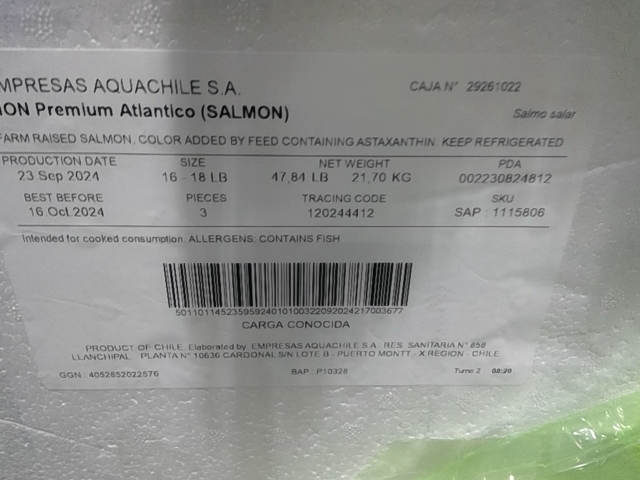 MPRESAS AQUACHILE S.A.
CAJA N° 29261022
ION Premium Atlantico (SALMON)
Salmo salar
FARM RAISED SALMON. COLOR ADDED BY FEED CONTAINING ASTAXANTHIN. KEEP REFRIGERATED
PRODUCTION DATE SIZE NET WEIGHT PDA
23 Sep 2024 16 - 18 LB 47,84 LB 21,70 KG 002230824812
BEST BEFORE PIECES TRACING CODE SKU
16 Oct.2024 3 120244412 SAP : 1115806
Intended for cooked consumption. ALLERGENS: CONTAINS FISH
CARGA CONOCIDA
PRODUCT OF CHILE. Elaborated by: EMPRESAS AQUACHILE S.A. RES. SANITARIA N° 858
LLANCHIPAL PLANTA N° 10636 CARDONAL S/N LOTE B - PUERTO MONTT - X REGION - CHILE
GGN : 4052852022576 BAP : P10328 Turno 2 08:20